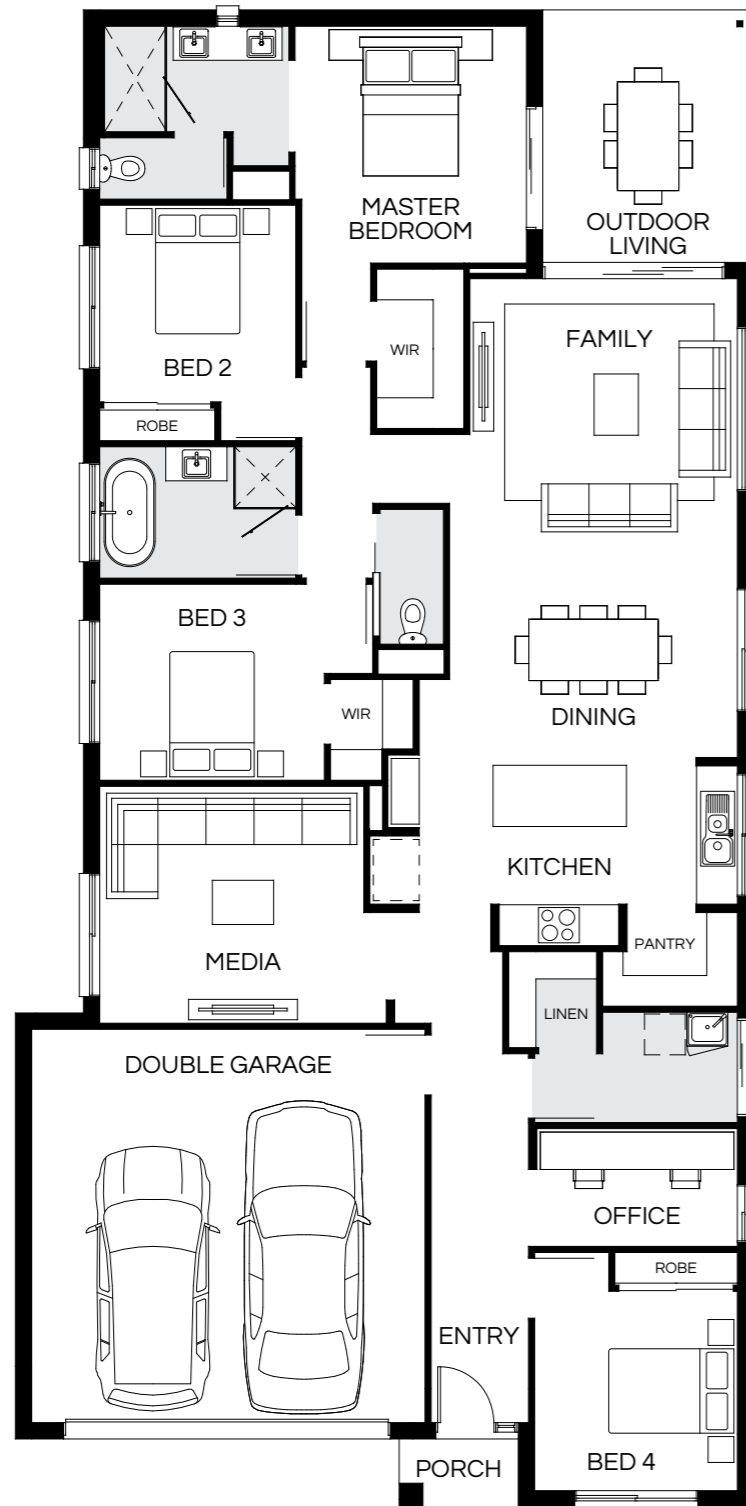 MASTER
BEDROOM
OUTDOOR
LIVING
FAMILY
WIR
BED 2
ROBE
BED 3
WIR
DINING
KITCHEN
PANTRY
MEDIA
LINEN
DOUBLE GARAGE
OFFICE
ROBE
ENTRY
BED 4
PORCH